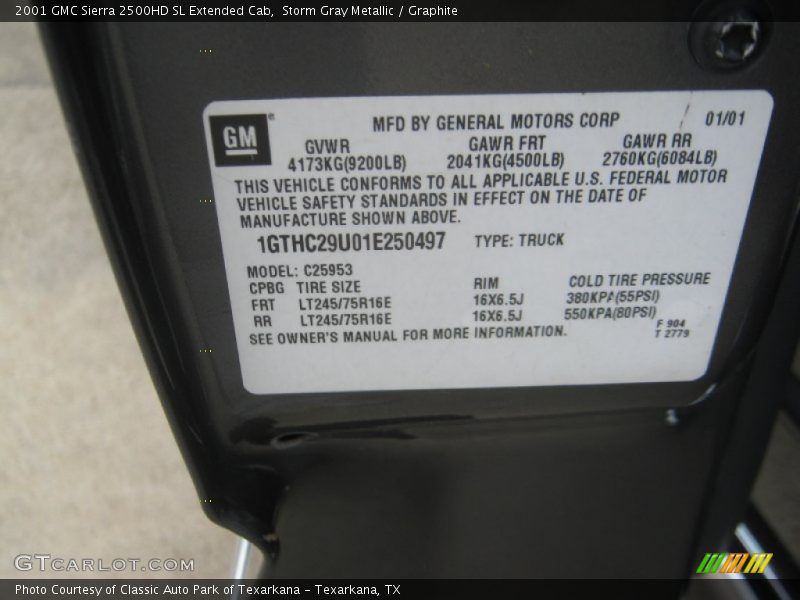 2001 GMC Sierra 2500HD SL Extended Cab, Storm Gray Metallic / Graphite
GM ®
MFD BY GENERAL MOTORS CORP 01/01
GVWR GAWR FRT GAWR RR
4173KG(9200LB) 2041KG(4500LB) 2760KG(6084LB)
THIS VEHICLE CONFORMS TO ALL APPLICABLE U.S. FEDERAL MOTOR
VEHICLE SAFETY STANDARDS IN EFFECT ON THE DATE OF
MANUFACTURE SHOWN ABOVE.
1GTHC29U01E250497 TYPE: TRUCK
MODEL: C25953
CPBG TIRE SIZE RIM COLD TIRE PRESSURE
FRT LT245/75R16E 16X6.5J 380KPA(55PSI)
RR LT245/75R16E 16X6.5J 550KPA(80PSI)
SEE OWNER'S MANUAL FOR MORE INFORMATION.
F 904
T 2779
GTCARLOT.COM
Photo Courtesy of Classic Auto Park of Texarkana - Texarkana, TX